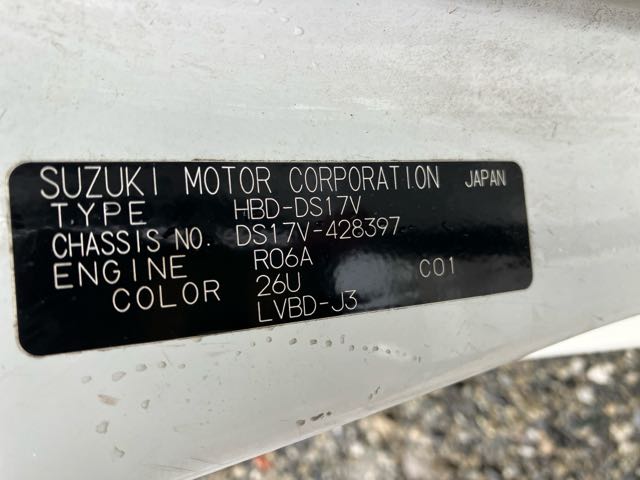 SUZUKI MOTOR CORPORATION JAPAN
TYPE HBD-DS17V
CHASSIS NO. DS17V-428397
ENGINE R06A C01
COLOR 26U
LVBD-J3